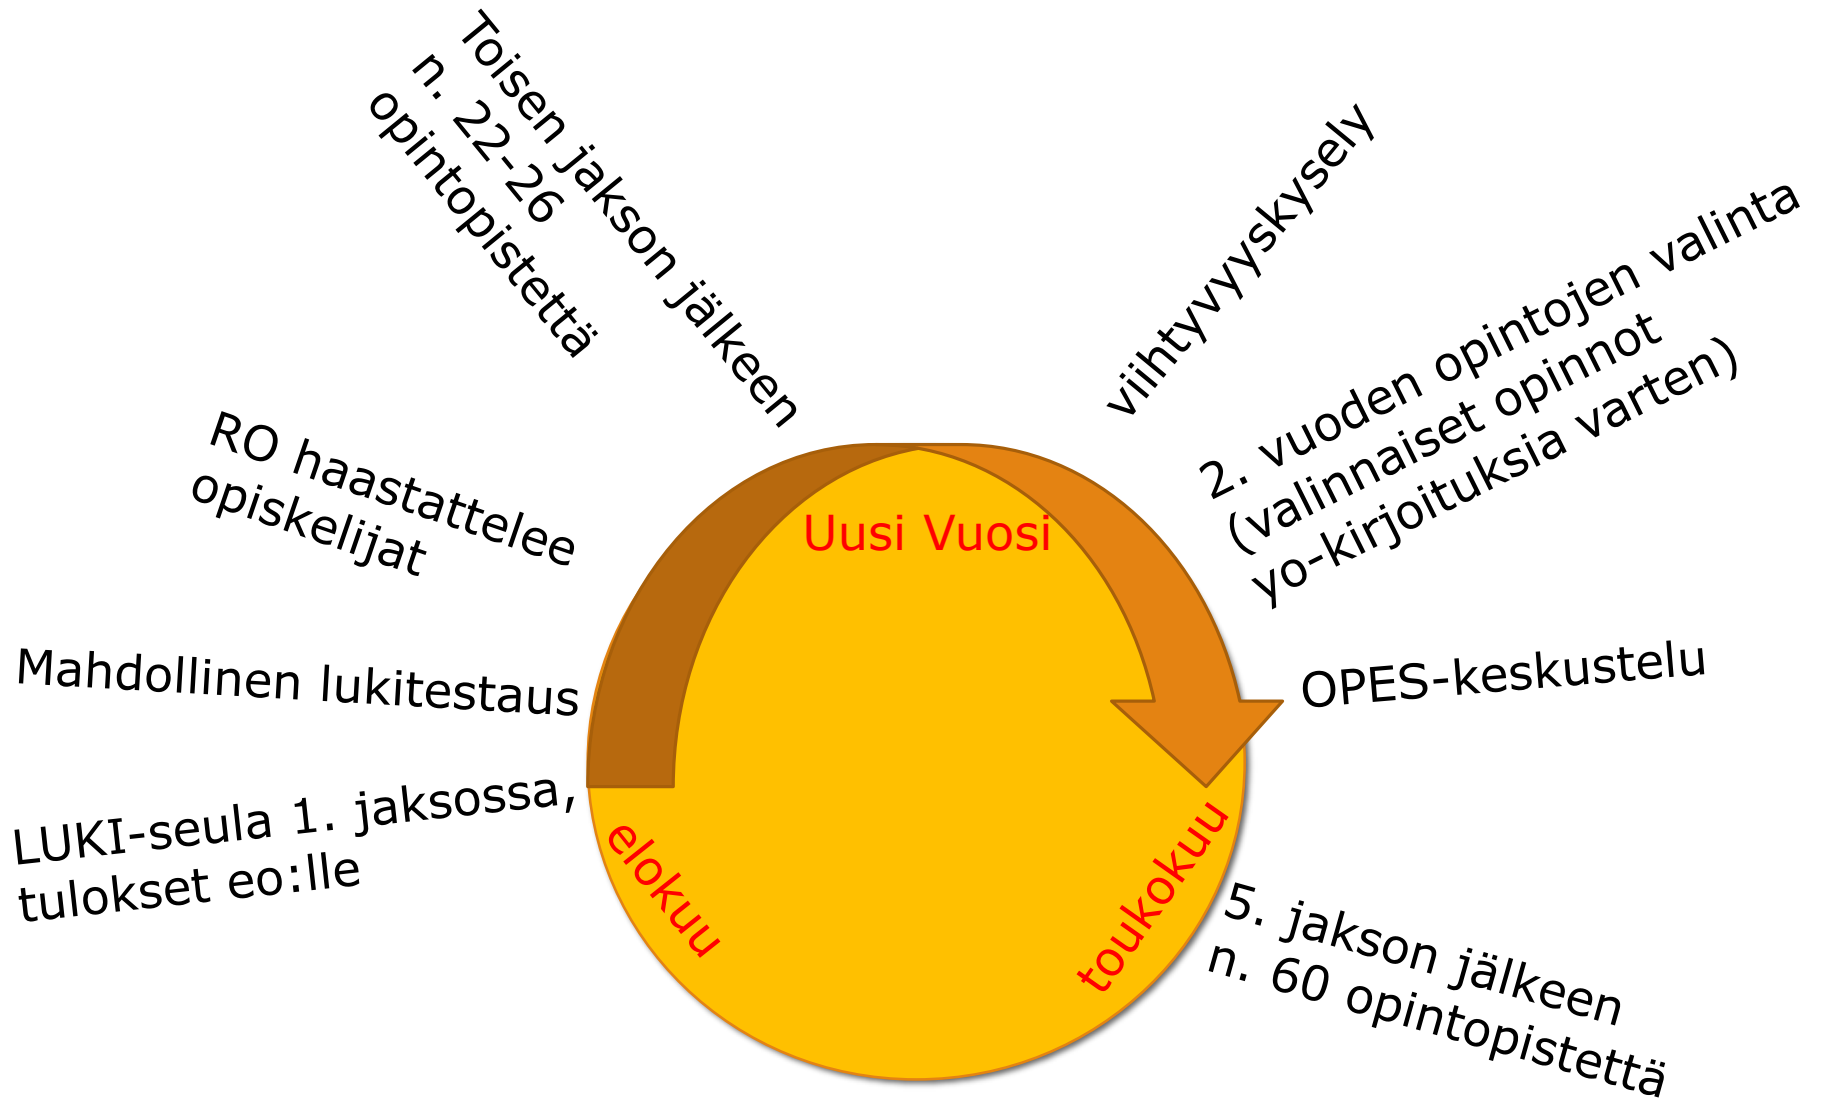 Toisen jakson jälkeen
n. 22-26
opintopistettä
viihtyvyyskysely
2. vuoden opintojen valinta
(valinnaiset opinnot
yo-kirjoituksia varten)
RO haastattelee
opiskelijat
Uusi Vuosi
Mahdollinen lukitestaus
OPES-keskustelu
LUKI-seula 1. jaksossa,
tulokset eo:lle
elokuu
toukokuu
5. jakson jälkeen
n. 60 opintopistettä